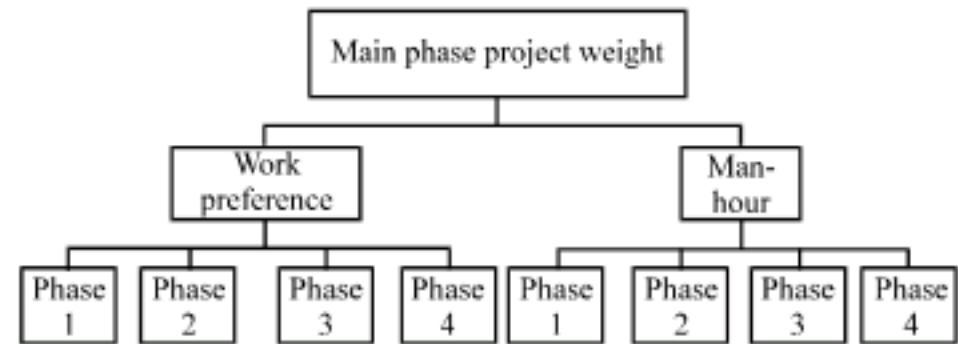 Main phase project weight
Work
preference
Man-
hour
Phase
1
Phase
2
Phase
3
Phase
4
Phase
1
Phase
2
Phase
3
Phase
4